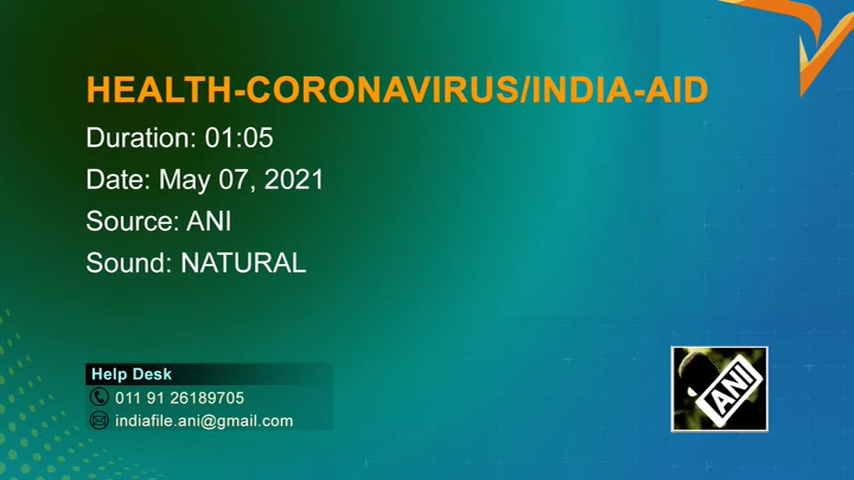 HEALTH-CORONAVIRUS/INDIA-AID
Duration: 01:05
Date: May 07, 2021
Source: ANI
Sound: NATURAL
Help Desk
011 91 26189705
indiafile.ani@gmail.com
ANI